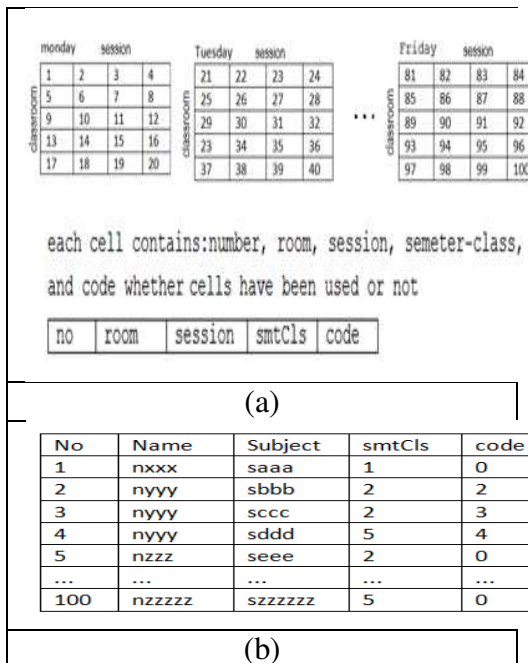 monday session
1 2 3 4
5 6 7 8
9 10 11 12
13 14 15 16
17 18 19 20
classroom
Tuesday session
21 22 23 24
25 26 27 28
29 30 31 32
23 34 35 36
37 38 39 40
classroom
...
Friday session
81 82 83 84
85 86 87 88
89 90 91 92
93 94 95 96
97 98 99 100
classroom
each cell contains:number, room, session, semeter-class,
and code whether cells have been used or not
no room session smtCls code
(a)
No Name Subject smtCls code
1 nxxx saaa 1 0
2 nyyy sbbb 2 2
3 nyyy sccc 2 3
4 nyyy sddd 5 4
5 nzzz seee 2 0
... ... ... ... ...
100 nzzzzz szzzzzz 5 0
(b)